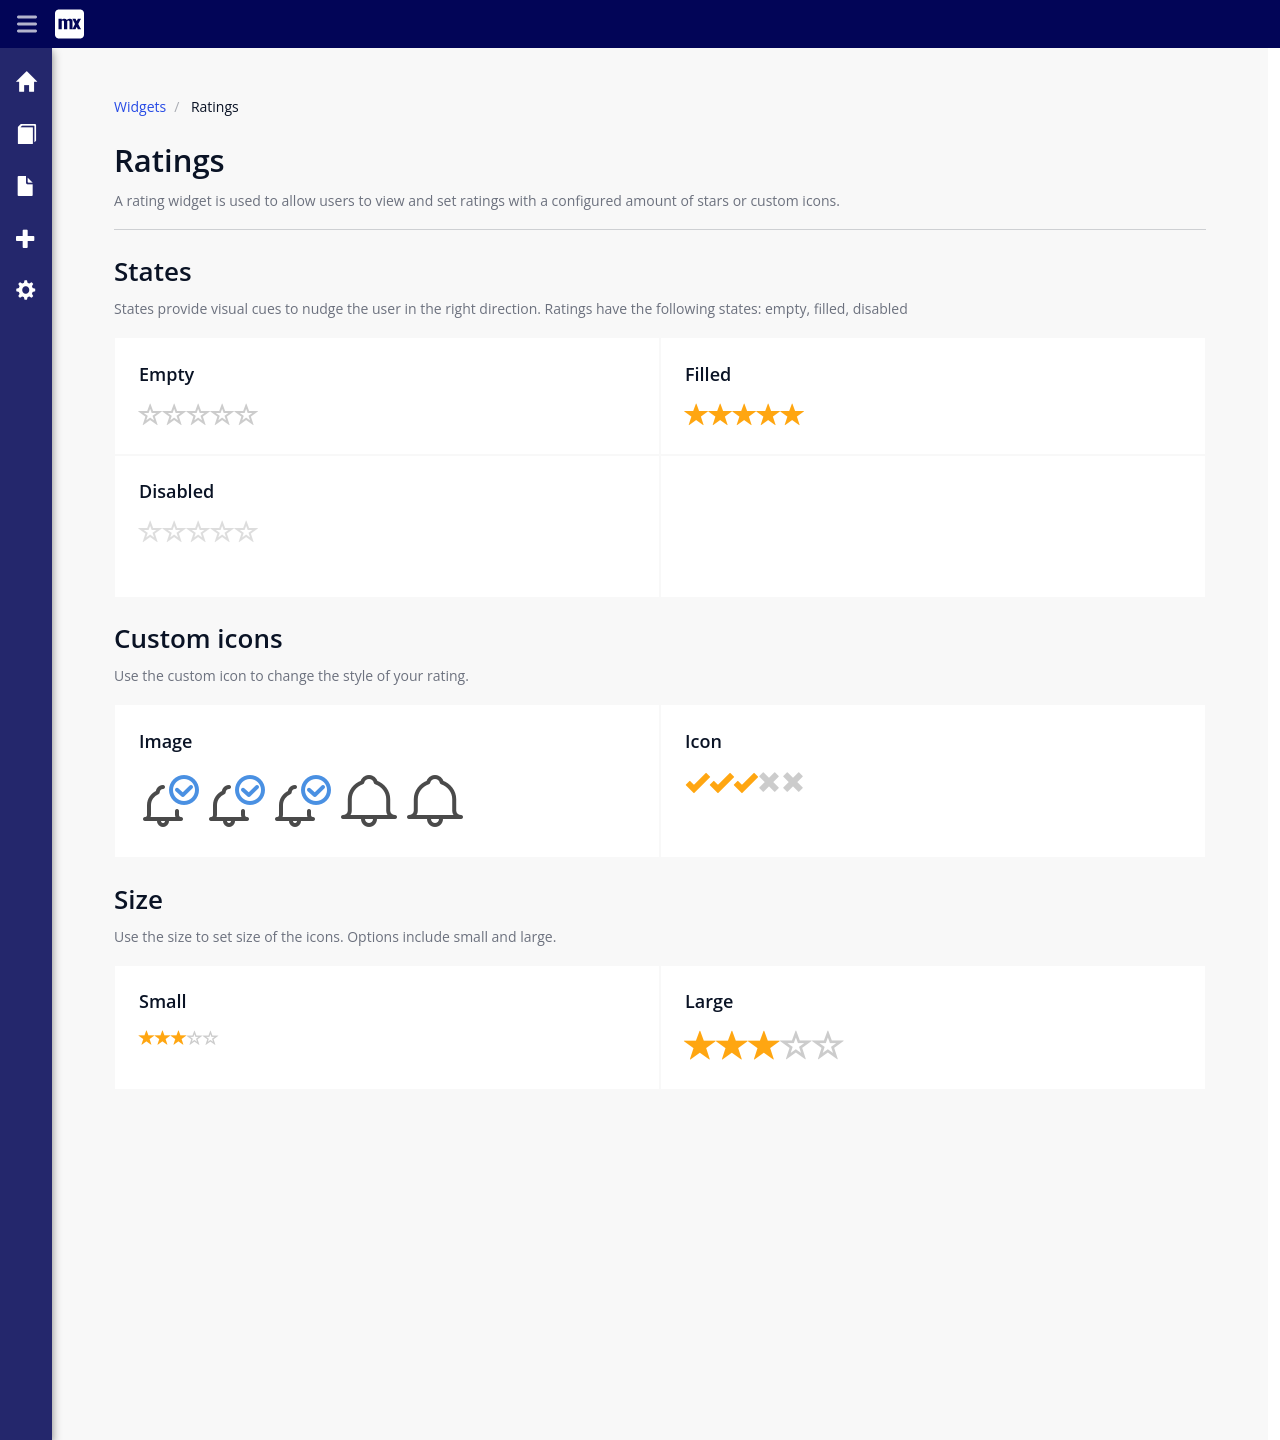 mx
Widgets / Ratings
Ratings
A rating widget is used to allow users to view and set ratings with a configured amount of stars or custom icons.
States
States provide visual cues to nudge the user in the right direction. Ratings have the following states: empty, filled, disabled
Empty
Filled
Disabled
Custom icons
Use the custom icon to change the style of your rating.
Image
Icon
Size
Use the size to set size of the icons. Options include small and large.
Small
Large